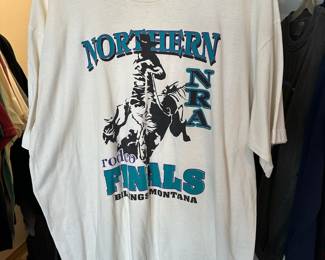 NORTHERN
NRA
rodeo
FINALS
BILLINGS MONTANA